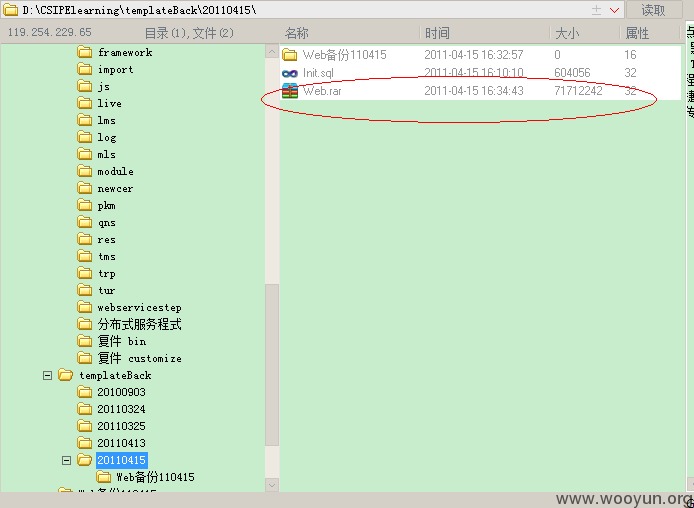 D:\CSIPElearning\templateBack\20110415\
读取
119.254.229.65
目录(1),文件(2)
名称 时间 大小 属性
framework
import
js
live
lms
log
mls
module
newcer
pkm
qns
res
tms
trp
tur
webservicestep
分布式服务程式
复件 bin
复件 customize
templateBack
20100903
20110324
20110325
20110413
20110415
Web备份110415
Web备份110415 2011-04-15 16:32:57 0 16
Init.sql 2011-04-15 16:10:10 604056 32
Web.rar 2011-04-15 16:34:43 71712242 32
www.wooyun.org